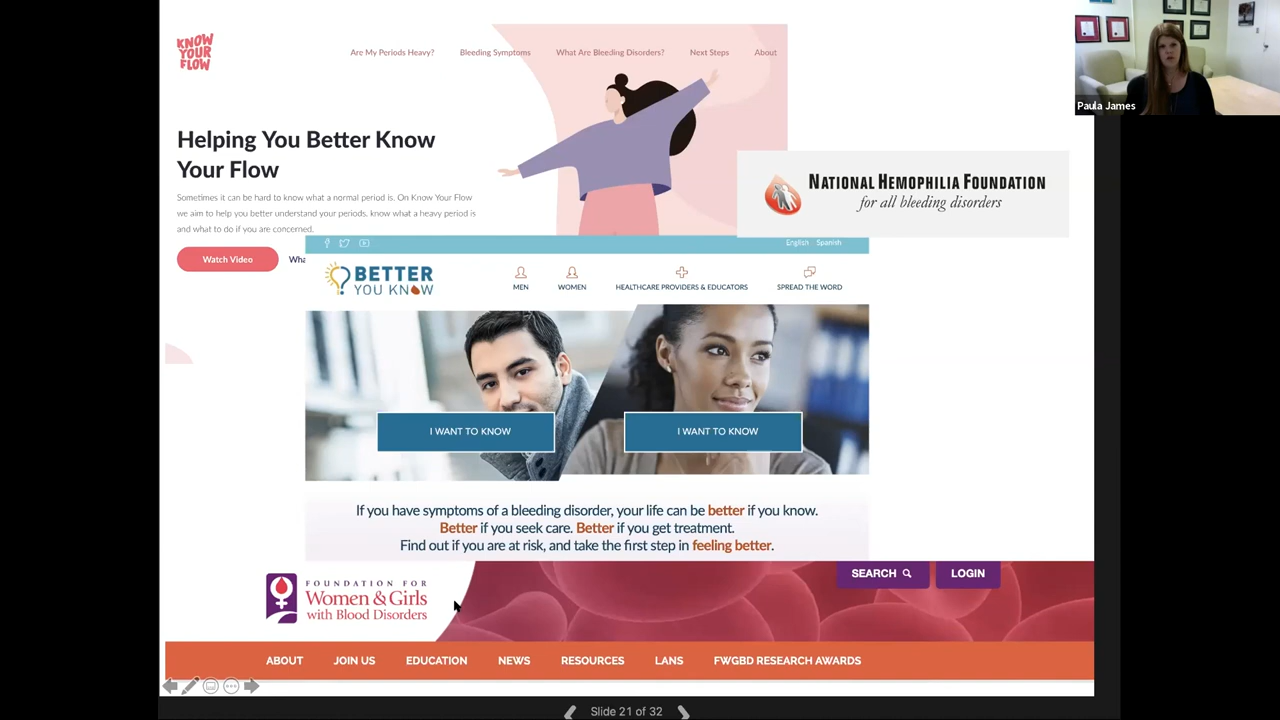 KNOW
YOUR
FLOW
Are My Periods Heavy?
Bleeding Symptoms
What Are Bleeding Disorders?
Next Steps
About
Paula James
Helping You Better Know
Your Flow
Sometimes it can be hard to know what a normal period is. On Know Your Flow
we aim to help you better understand your periods, know what a heavy period is
and what to do if you are concerned.
Watch Video
Wha
NATIONAL HEMOPHILIA FOUNDATION
for all bleeding disorders
English
Spanish
BETTER
YOU KNOW
MEN
WOMEN
HEALTHCARE PROVIDERS & EDUCATORS
SPREAD THE WORD
I WANT TO KNOW
I WANT TO KNOW
If you have symptoms of a bleeding disorder, your life can be better if you know.
Better if you seek care. Better if you get treatment.
Find out if you are at risk, and take the first step in feeling better.
FOUNDATION FOR
Women & Girls
with Blood Disorders
SEARCH
LOGIN
ABOUT
JOIN US
EDUCATION
NEWS
RESOURCES
LANS
FWGBD RESEARCH AWARDS
Slide 21 of 32